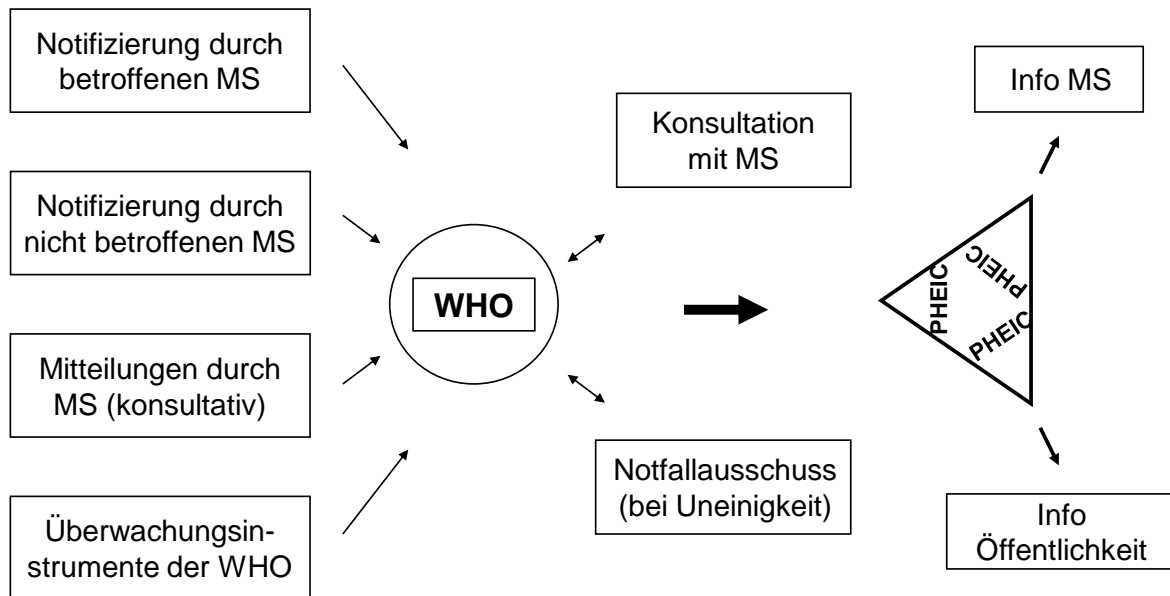 Notifizierung durch
betroffenen MS
Notifizierung durch
nicht betroffenen MS
Mitteilungen durch
MS (konsultativ)
Überwachungsin-
strumente der WHO
WHO
Konsultation
mit MS
Notfallausschuss
(bei Uneinigkeit)
PHEIC
PHEIC
PHEIC
Info MS
Info
Öffentlichkeit